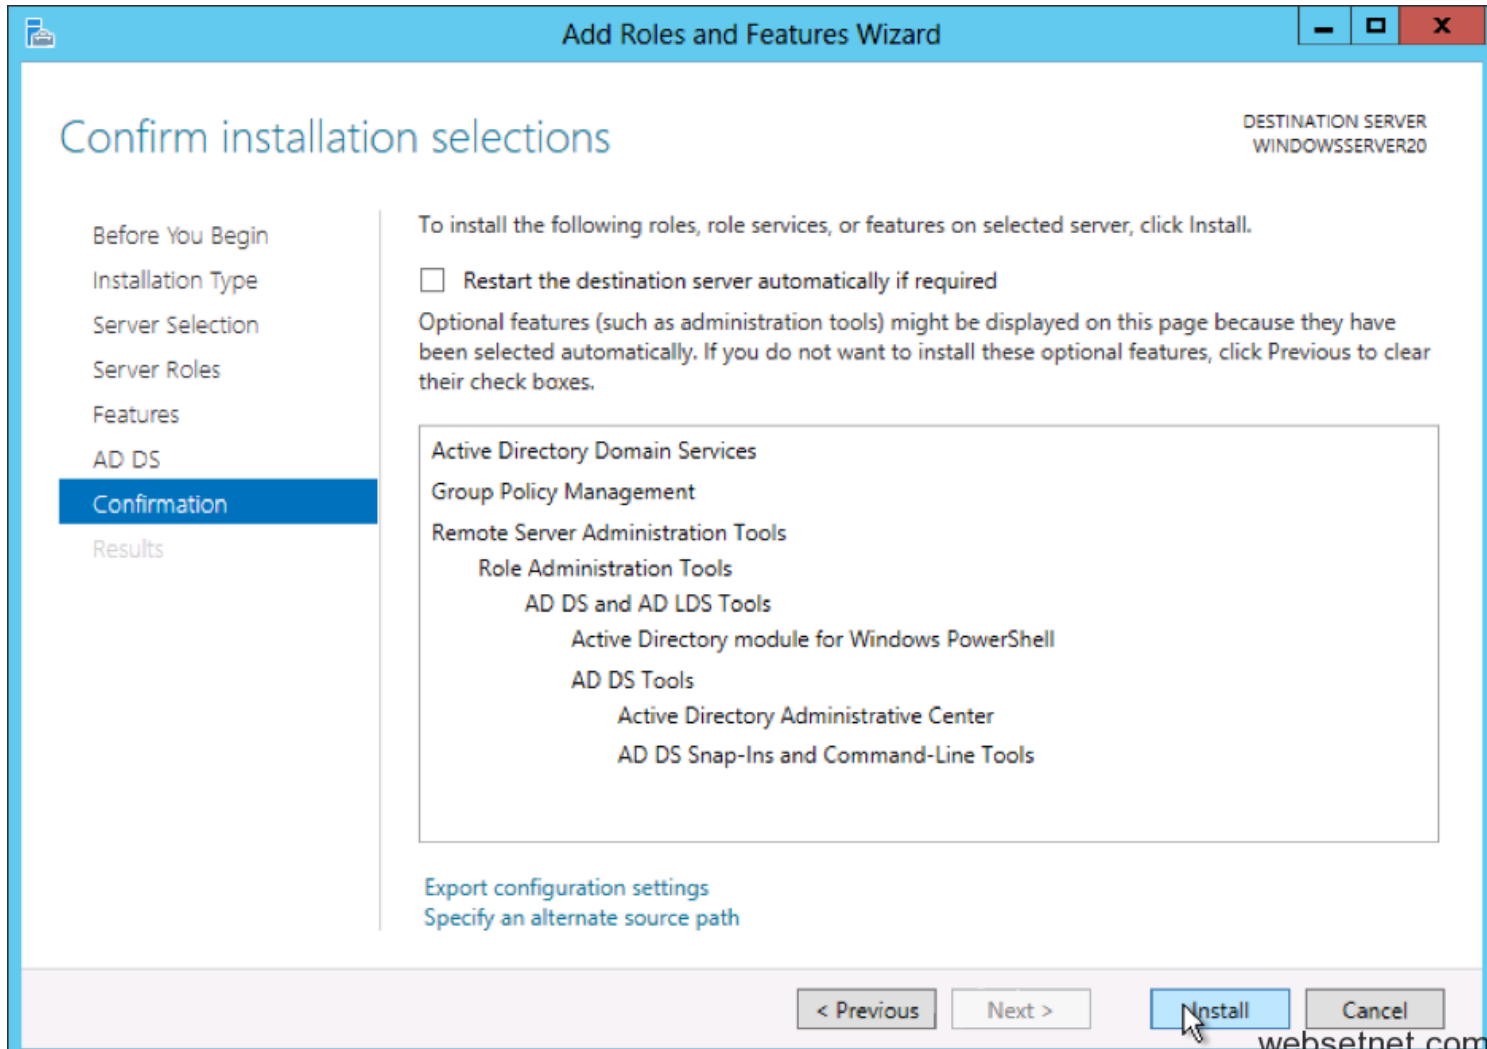 Add Roles and Features Wizard
Confirm installation selections
DESTINATION SERVER
WINDOWSSERVER20
Before You Begin
Installation Type
Server Selection
Server Roles
Features
AD DS
Confirmation
Results
To install the following roles, role services, or features on selected server, click Install.
Restart the destination server automatically if required
Optional features (such as administration tools) might be displayed on this page because they have
been selected automatically. If you do not want to install these optional features, click Previous to clear
their check boxes.
Active Directory Domain Services
Group Policy Management
Remote Server Administration Tools
Role Administration Tools
AD DS and AD LDS Tools
Active Directory module for Windows PowerShell
AD DS Tools
Active Directory Administrative Center
AD DS Snap-Ins and Command-Line Tools
Export configuration settings
Specify an alternate source path
< Previous
Next >
Install
Cancel
websetnet.com